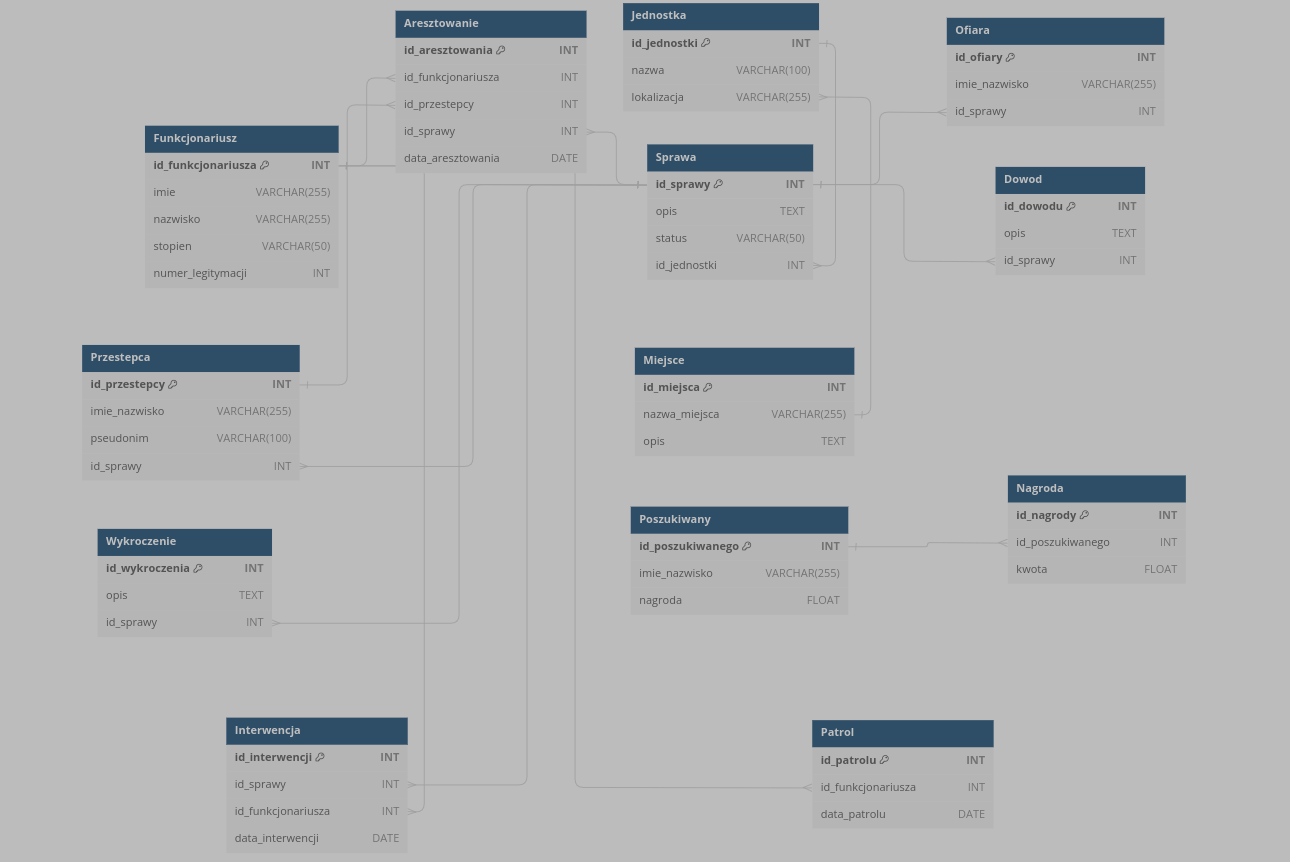 Aresztowanie
id_aresztowania INT
id_funkcjonariusza INT
id_przestepcy INT
id_sprawy INT
data_aresztowania DATE
Jednostka
id_jednostki INT
nazwa VARCHAR(100)
lokalizacja VARCHAR(255)
Ofiara
id_ofiary INT
imie_nazwisko VARCHAR(255)
id_sprawy INT
Funkcjonariusz
id_funkcjonariusza INT
imie VARCHAR(255)
nazwisko VARCHAR(255)
stopien VARCHAR(50)
numer_legitymacji INT
Sprawa
id_sprawy INT
opis TEXT
status VARCHAR(50)
id_jednostki INT
Dowod
id_dowodu INT
opis TEXT
id_sprawy INT
Przestepca
id_przestepcy INT
imie_nazwisko VARCHAR(255)
pseudonim VARCHAR(100)
id_sprawy INT
Miejsce
id_miejsca INT
nazwa_miejsca VARCHAR(255)
opis TEXT
Nagroda
id_nagrody INT
id_poszukiwanego INT
kwota FLOAT
Poszukiwany
id_poszukiwanego INT
imie_nazwisko VARCHAR(255)
nagroda FLOAT
Wykroczenie
id_wykroczenia INT
opis TEXT
id_sprawy INT
Interwencja
id_interwencji INT
id_sprawy INT
id_funkcjonariusza INT
data_interwencji DATE
Patrol
id_patrolu INT
id_funkcjonariusza INT
data_patrolu DATE